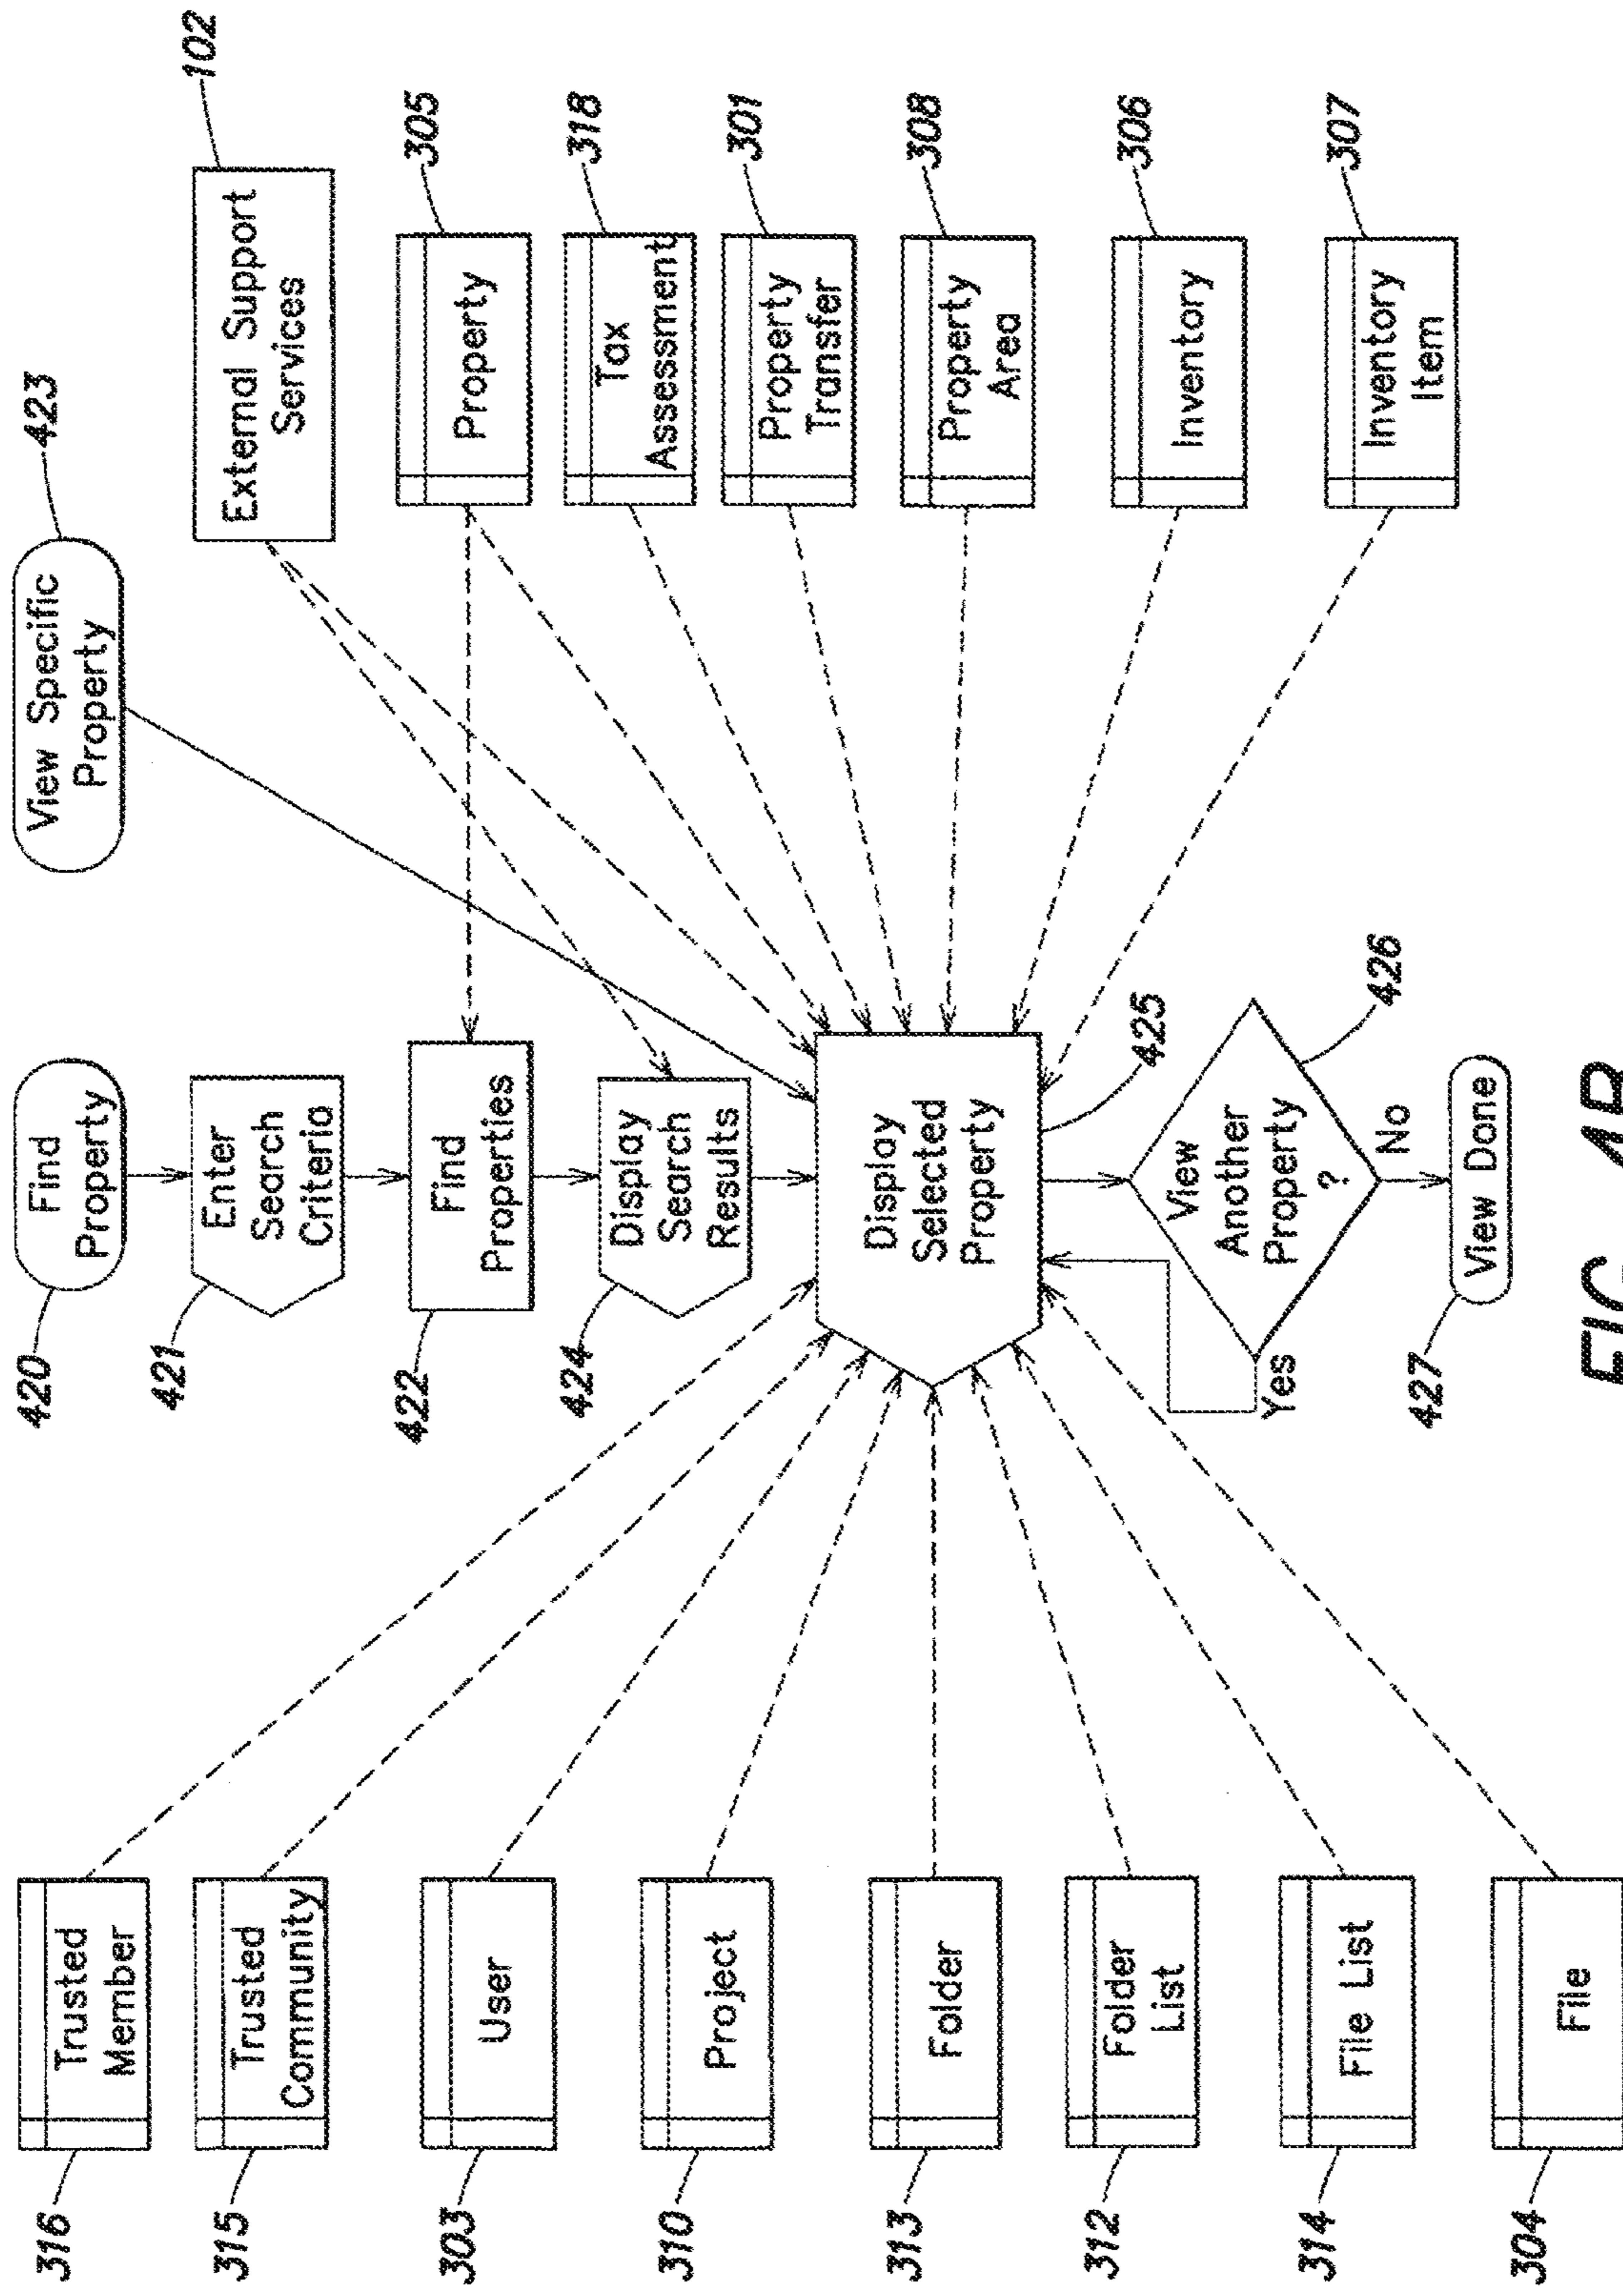 420
Find
Property
View Specific
Property
423
421
Enter
Search
Criteria
External Support
Services
102
422
Find
Properties
424
Display
Search
Results
Display
Selected
Property
425
View
Another
Property
?
426
Yes
No
427
View Done
316
Trusted
Member
315
Trusted
Community
303
User
310
Project
313
Folder
312
Folder
List
314
File List
304
File
Property
305
Tax
Assessment
318
Property
Transfer
301
Property
Area
308
Inventory
306
Inventory
Item
307
FIG. 4B